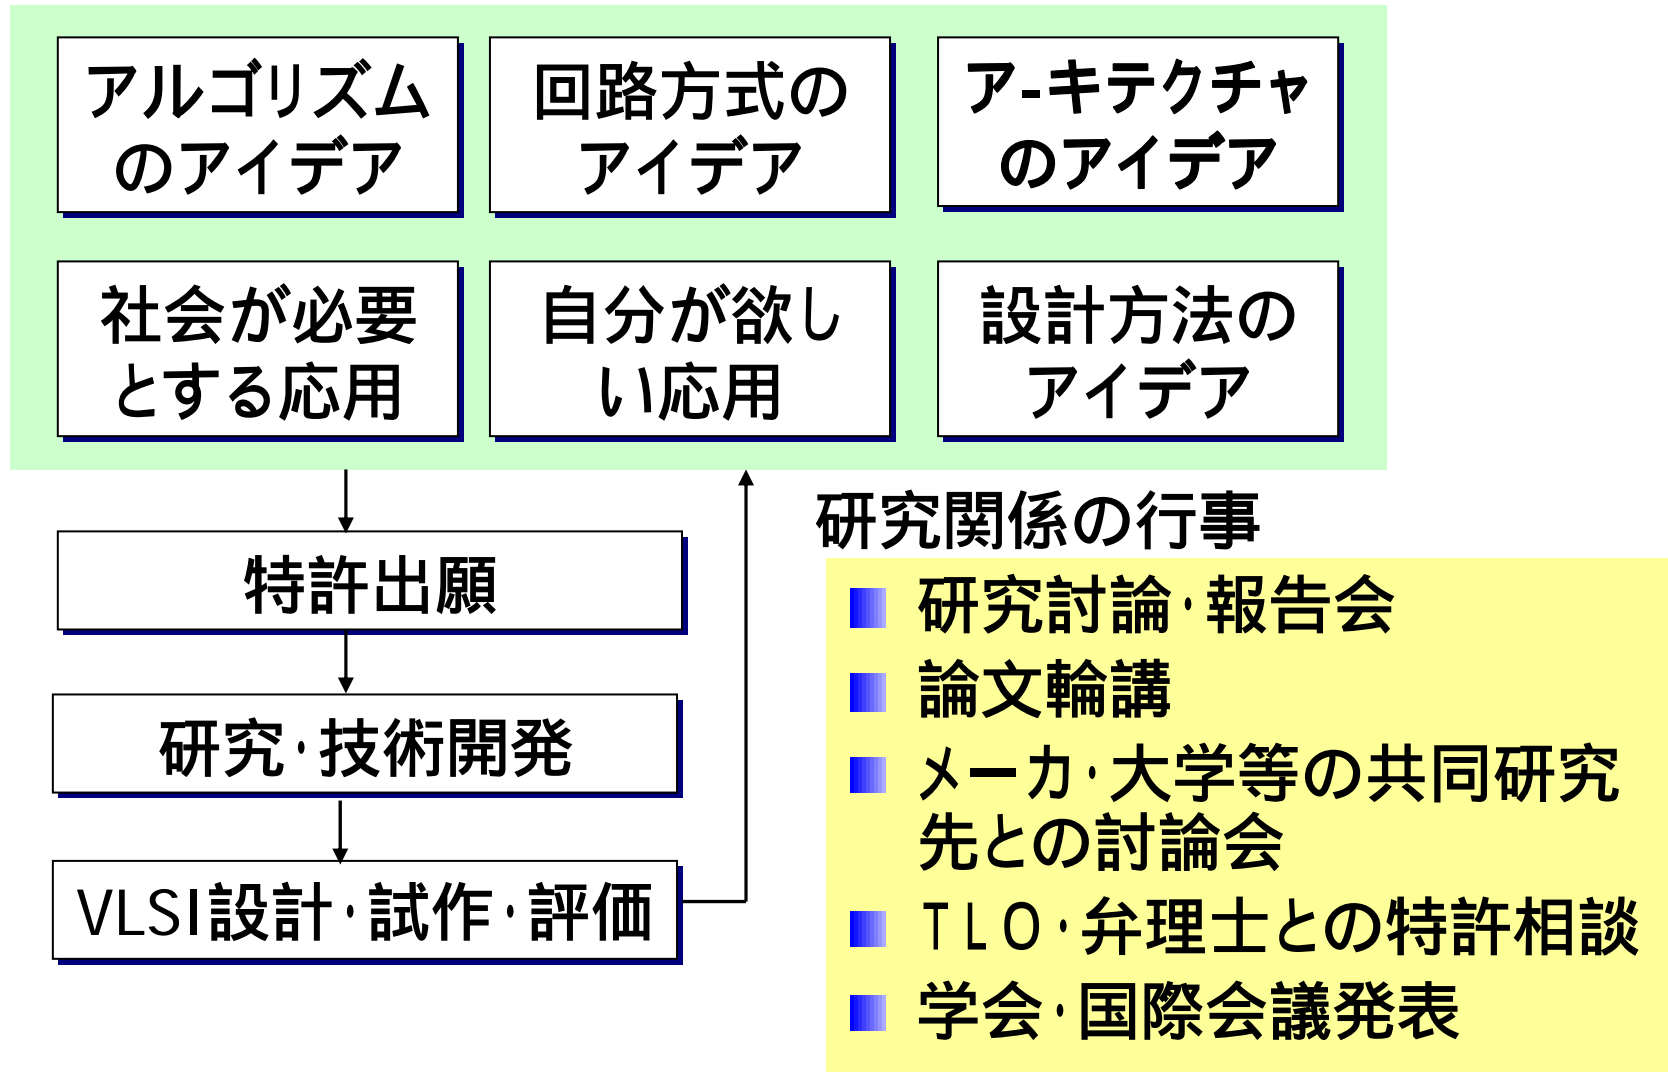 アルゴリズム
のアイデア
回路方式の
アイデア
ア-キテクチャ
のアイデア
社会が必要
とする応用
自分が欲し
い応用
設計方法の
アイデア
特許出願
研究・技術開発
VLSI設計・試作・評価
研究関係の行事
研究討論・報告会
論文輪講
メーカ・大学等の共同研究
先との討論会
TLO・弁理士との特許相談
学会・国際会議発表